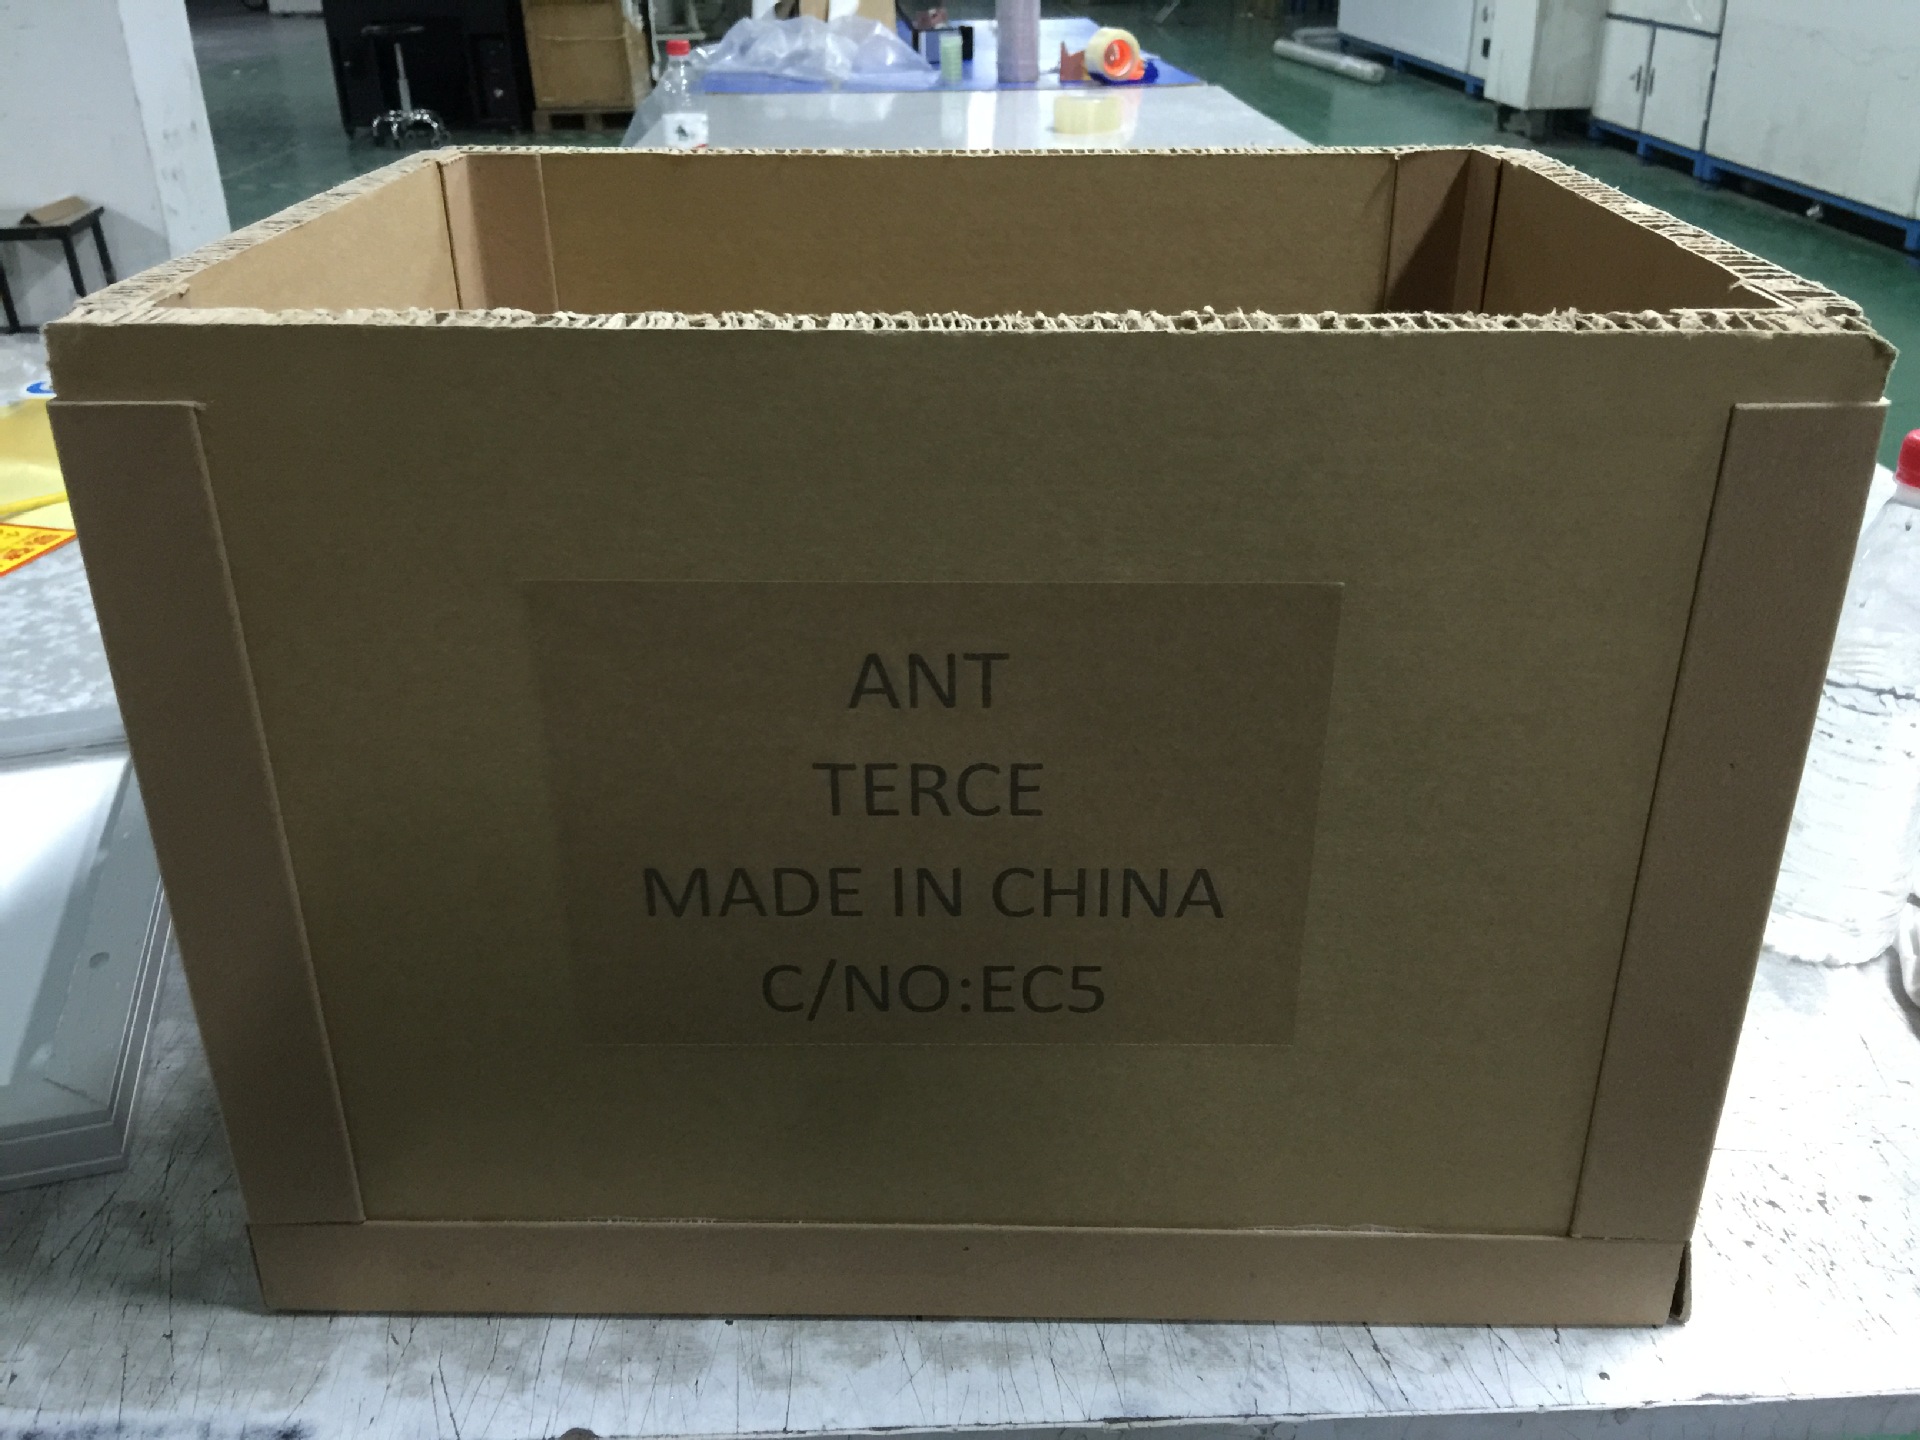 ANT
TERCE
MADE IN CHINA
C/NO:EC5